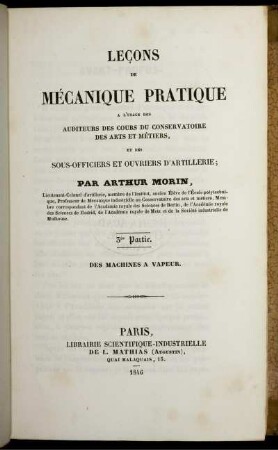 LEÇONS
DE
MÉCANIQUE PRATIQUE
A L'USAGE DES
AUDITEURS DES COURS DU CONSERVATOIRE
DES ARTS ET MÉTIERS,
ET DES
SOUS-OFFICIERS ET OUVRIERS D'ARTILLERIE;
PAR ARTHUR MORIN,
Lieutenant-Colonel d'artillerie, membre de l'Institut, ancien Élève de l'École polytechni-
que, Professeur de Mécanique industrielle au Conservatoire des arts et métiers, Mem-
bre correspondant de l'Académie royale des Sciences de Berlin, de l'Académie royale
des Sciences de Madrid, de l'Académie royale de Metz et de la Société industrielle de
Mulhouse.
3me Partie.
DES MACHINES A VAPEUR.
PARIS,
LIBRAIRIE SCIENTIFIQUE-INDUSTRIELLE
DE L. MATHIAS (AUGUSTIN),
QUAI MALAQUAIS, 15.
1846